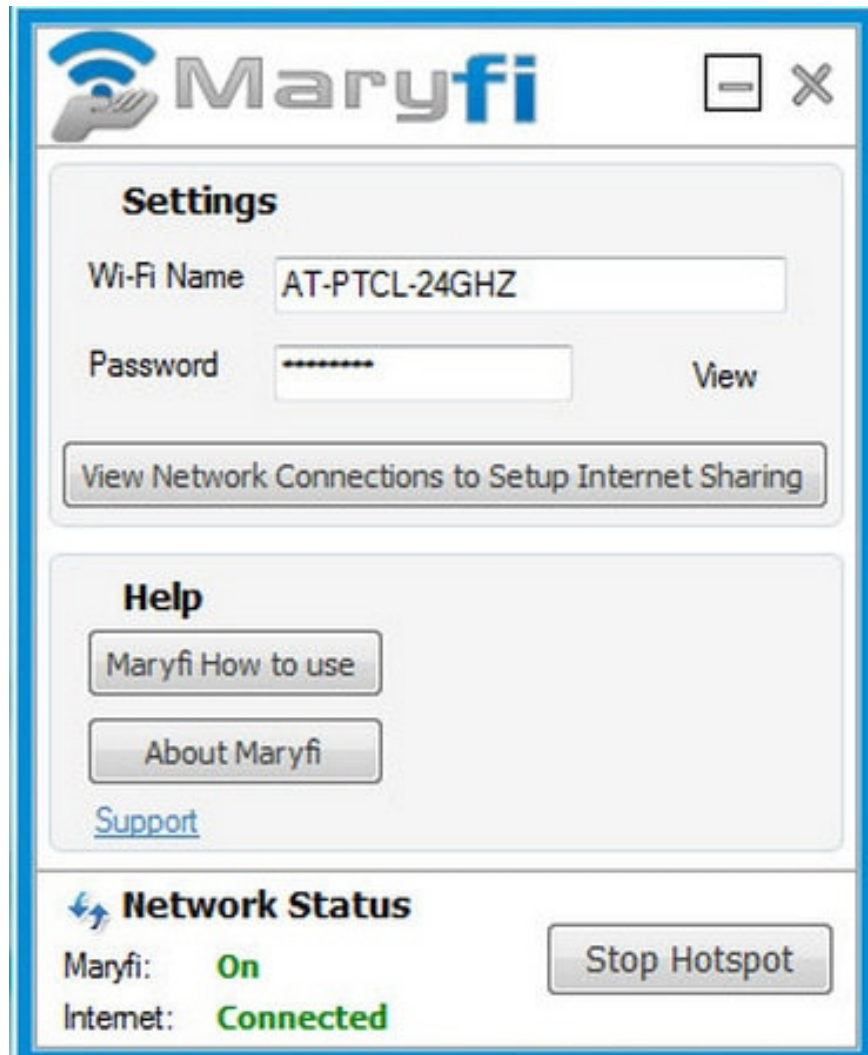 Maryfi
Settings
Wi-Fi Name AT-PTCL-24GHZ
Password ********
View
View Network Connections to Setup Internet Sharing
Help
Maryfi How to use
About Maryfi
Support
Network Status
Maryfi: On
Stop Hotspot
Internet: Connected